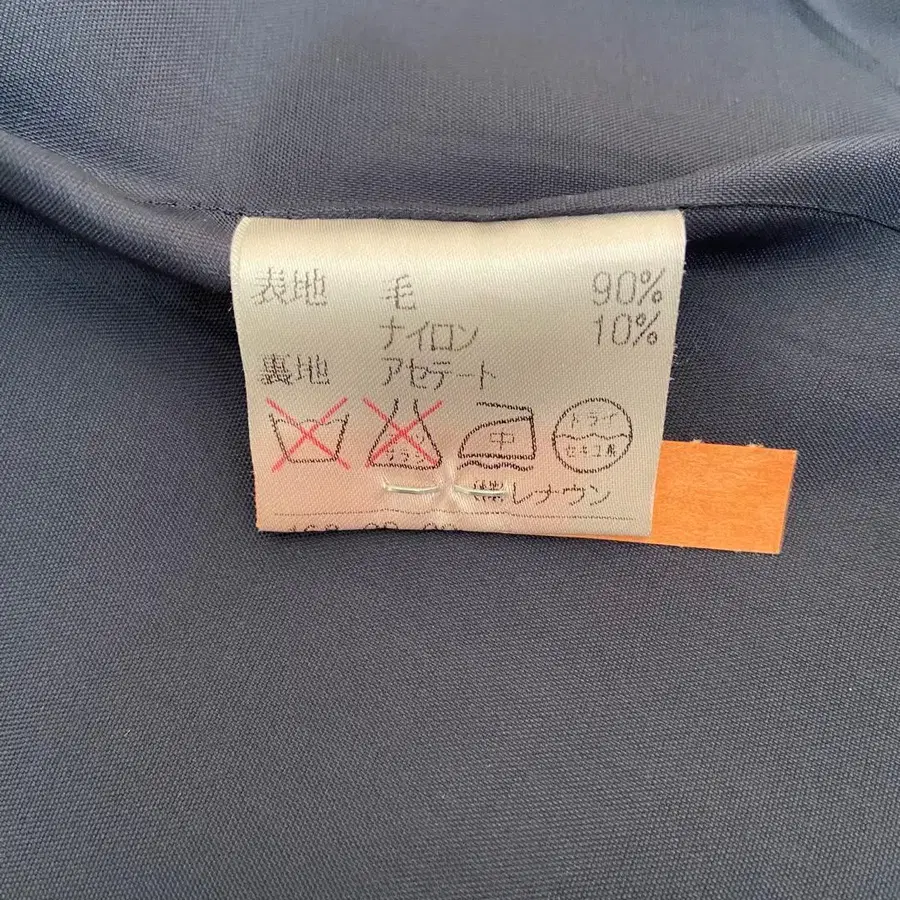 表地 毛 90%
ナイロン 10%
裏地 アセテート
中 ドライ
セキユ系
レナウン